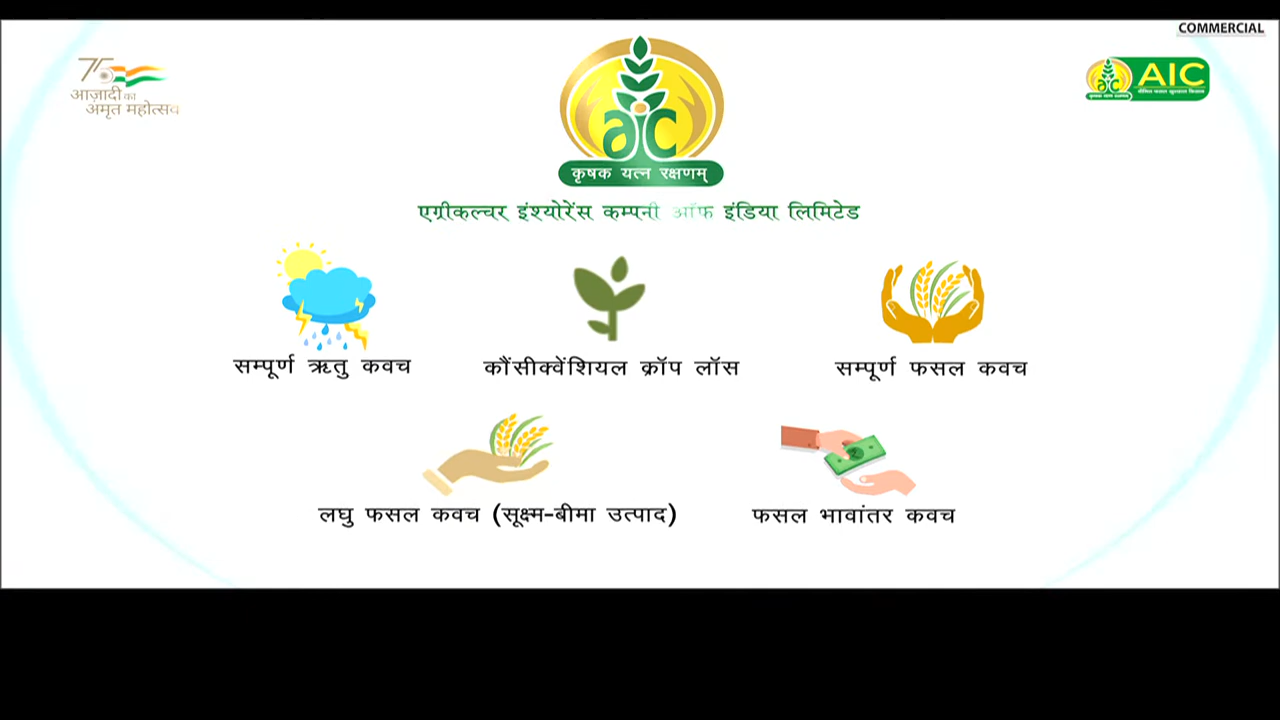 COMMERCIAL
75
आज़ादी का
अमृत महोत्सव
aic
कृषक यत्न रक्षणम्
AIC
एग्रीकल्चर इंश्योरेंस कम्पनी ऑफ इंडिया लिमिटेड
सम्पूर्ण ऋतु कवच
कौंसीक्वेंशियल क्रॉप लॉस
सम्पूर्ण फसल कवच
लघु फसल कवच (सूक्ष्म-बीमा उत्पाद)
फसल भावांतर कवच